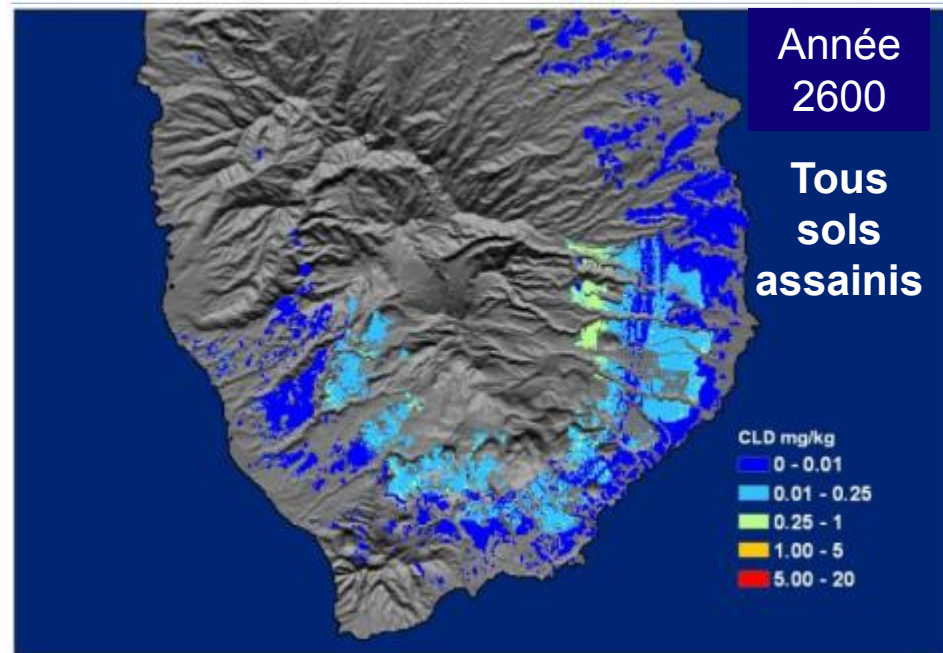 Année
2600
Tous
sols
assainis
CLD mg/kg
0 - 0.01
0.01 - 0.25
0.25 - 1
1.00 - 5
5.00 - 20